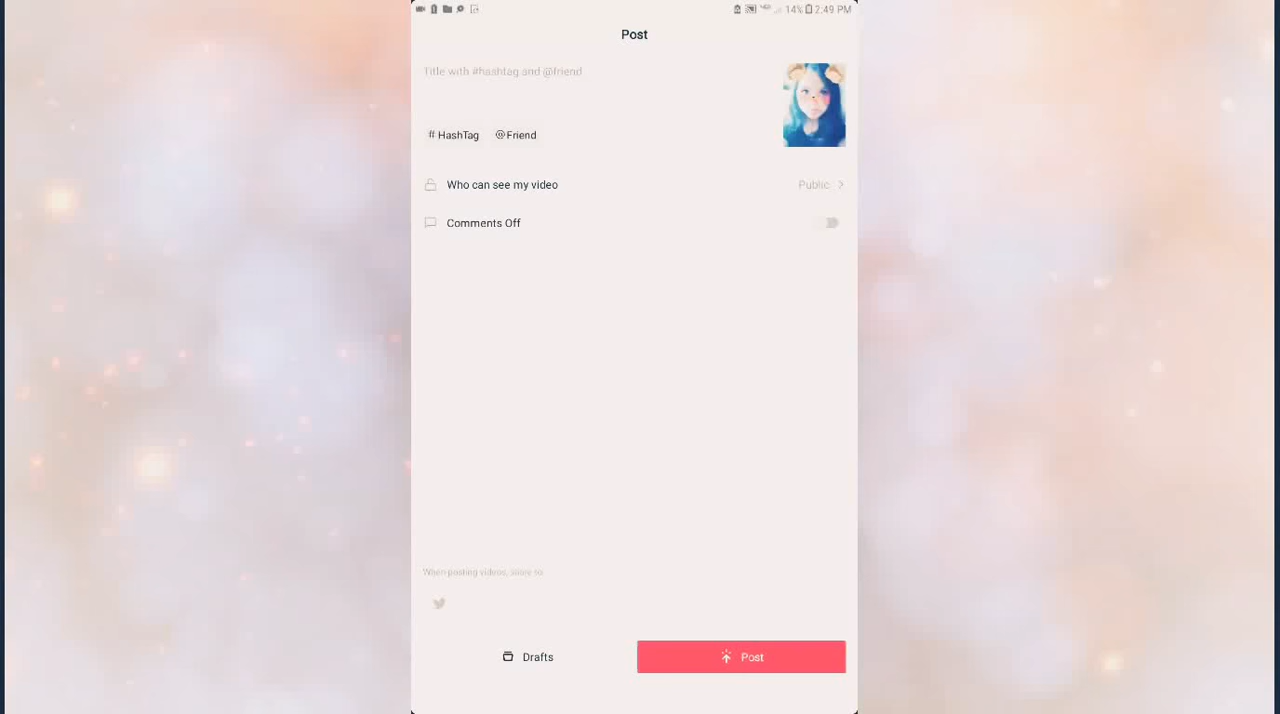 14% 2:49 PM
Post
Title with #hashtag and @friend
# HashTag @Friend
Who can see my video Public
Comments Off
When posting videos, share to
Drafts Post